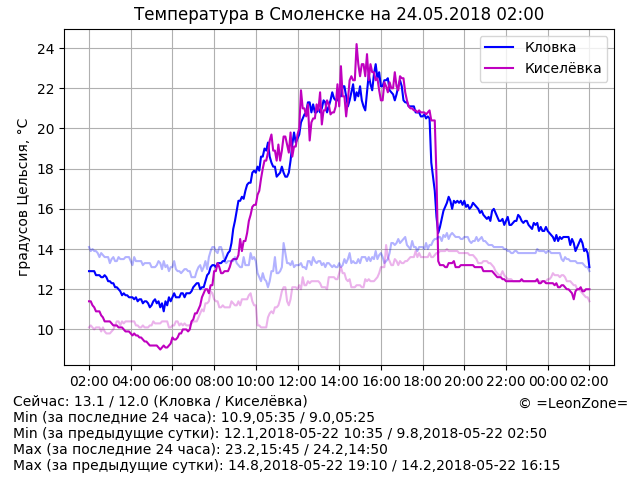 Температура в Смоленске на 24.05.2018 02:00
Кловка
Киселёвка
градусов Цельсия, °C
24
22
20
18
16
14
12
10
02:00 04:00 06:00 08:00 10:00 12:00 14:00 16:00 18:00 20:00 22:00 00:00 02:00
Сейчас: 13.1 / 12.0 (Кловка / Киселёвка)
© =LeonZone=
Min (за последние 24 часа): 10.9,05:35 / 9.0,05:25
Min (за предыдущие сутки): 12.1,2018-05-22 10:35 / 9.8,2018-05-22 02:50
Max (за последние 24 часа): 23.2,15:45 / 24.2,14:50
Max (за предыдущие сутки): 14.8,2018-05-22 19:10 / 14.2,2018-05-22 16:15